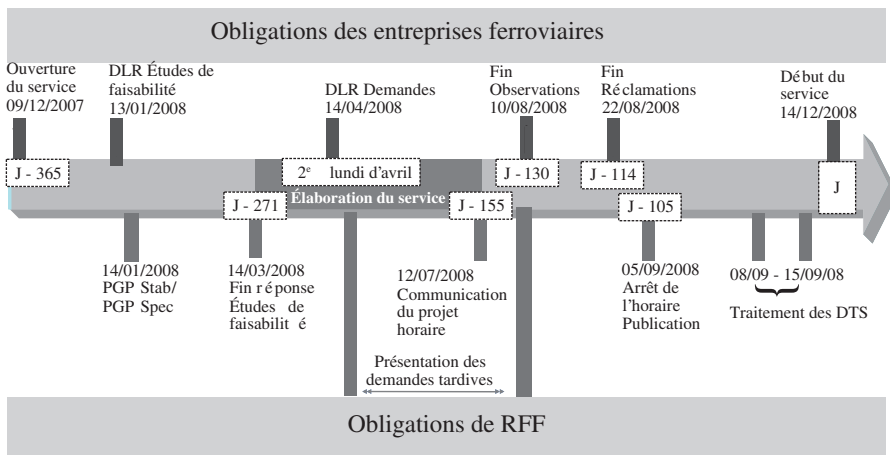 Obligations des entreprises ferroviaires
Ouverture
du service
09/12/2007
DLR Études de
faisabilité
13/01/2008
DLR Demandes
14/04/2008
Fin
Observations
10/08/2008
Fin
Réclamations
22/08/2008
Début du
service
14/12/2008
J - 365
2e lundi d’avril
J - 130
J - 114
J
J - 271
Élaboration du service
J - 155
J - 105
14/01/2008
PGP Stab/
PGP Spec
14/03/2008
Fin réponse
Études de
faisabilité
12/07/2008
Communication
du projet
horaire
05/09/2008
Arrêt de
l’horaire
Publication
08/09 - 15/09/08
Traitement des DTS
Présentation des
demandes tardives
Obligations de RFF